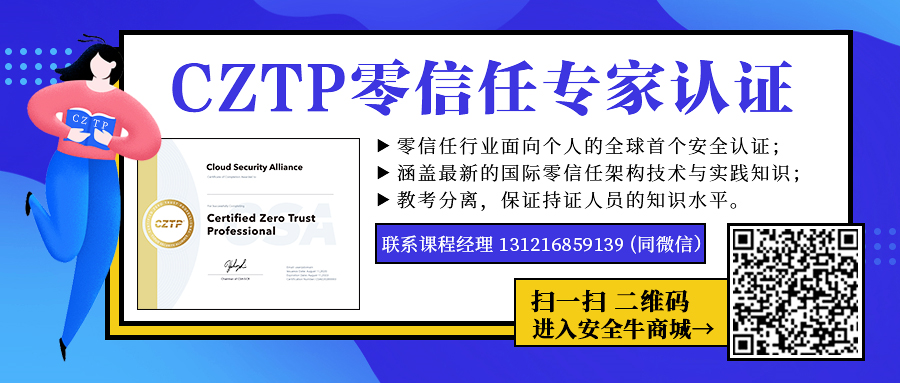 CZTP零信任专家认证
CZTP
▶ 零信任行业面向个人的全球首个安全认证；
▶ 涵盖最新的国际零信任架构技术与实践知识；
▶ 教考分离，保证持证人员的知识水平。
Cloud Security Alliance
CZTP
Certified Zero Trust
Professional
CSA
联系课程经理 131216859139 (同微信)
扫一扫 二维码
进入安全牛商城→